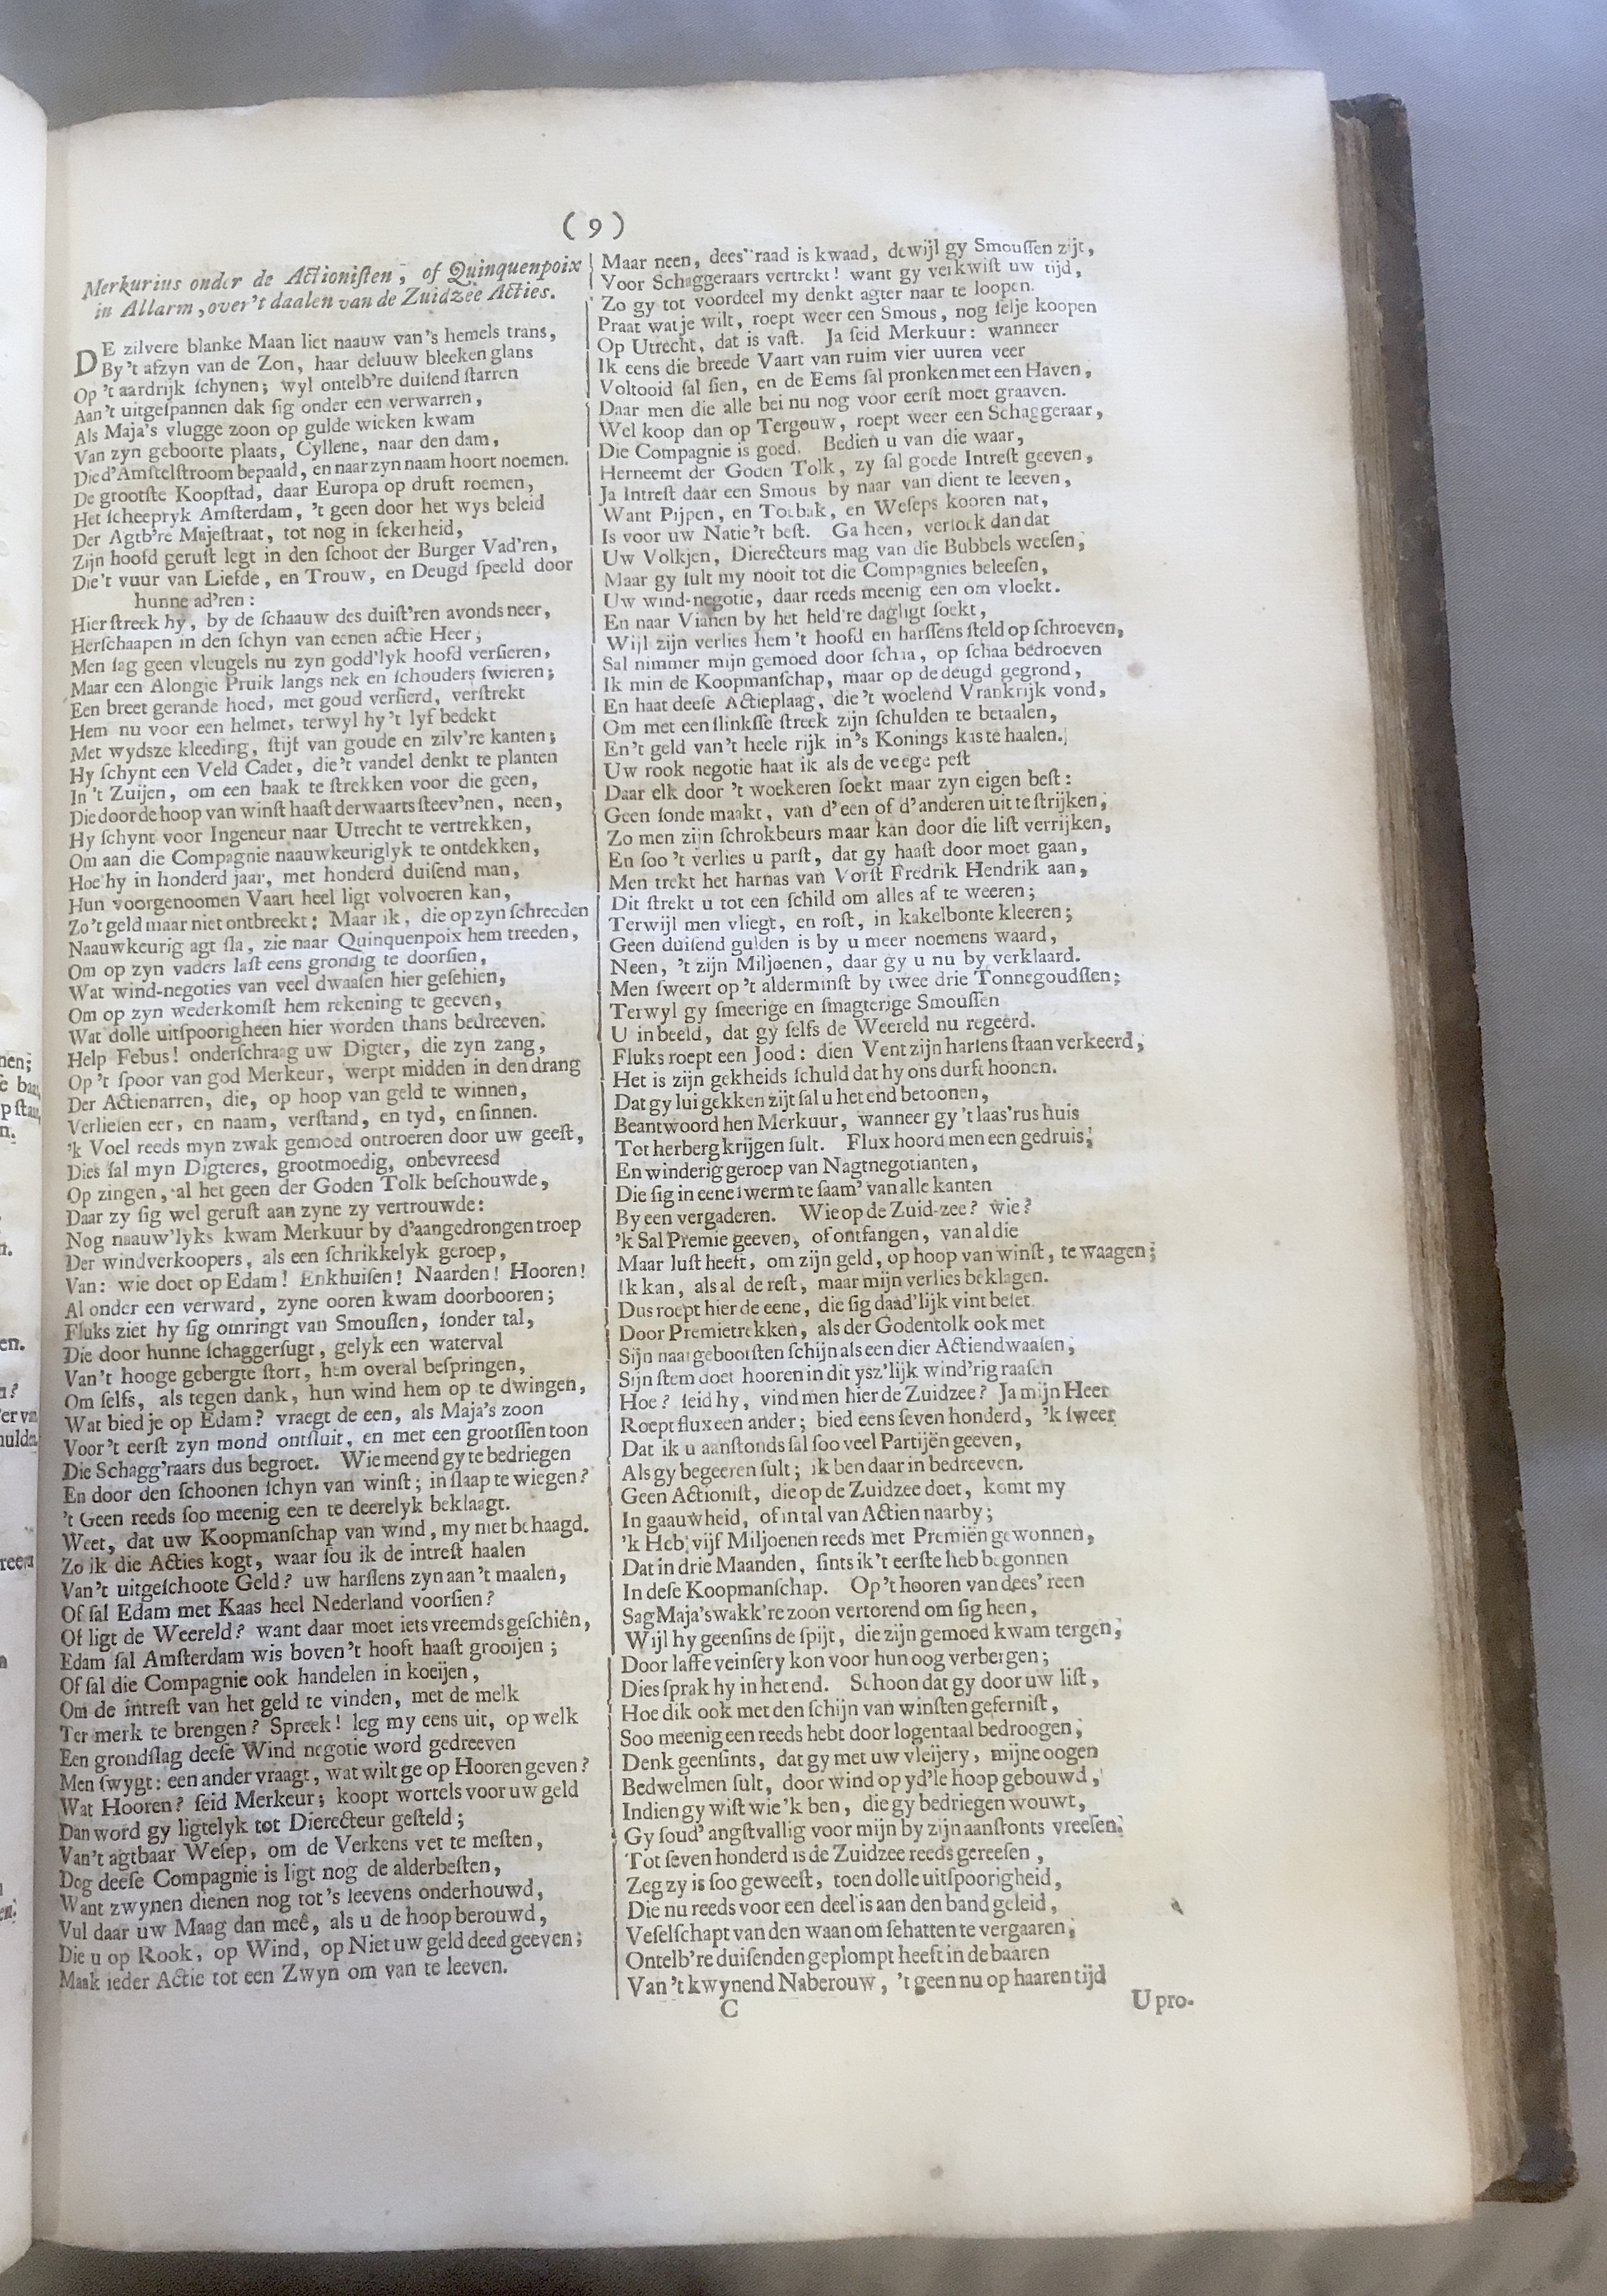 (9)
Merkurius onder de Actioniſten, of Quinquenpoix
in Allarm, over't daalen van de Zuidzee Acties.
DE zilvere blanke Maan liet naauw van's hemels trans,
By't afzyn van de Zon, haar deluuw bleeken glans
Op 't aardrijk ſchynen; wyl ontelb're duiſend ſtarren
Aan't uitgeſpannen dak ſig onder een verwarren,
Als Maja's vlugge zoon op gulde wieken kwam
Van zyn geboorte plaats, Cyllene, naar den dam,
Die d'Amſtelſtroom bepaald, en naar zyn naam hoort noemen.
De grootſte Koopſtad, daar Europa op druft roemen,
Het ſcheepryk Amſterdam, 't geen door het wys beleid
Der Agtb're Majeſtraat, tot nog in ſekerheid,
Zijn hoofd geruſt legt in den ſchoot der Burger Vad'ren,
Die't vuur van Liefde, en Trouw, en Deugd ſpeeld door
hunne ad'ren:
Hier ſtreek hy, by de ſchaauw des duiſt'ren avonds neer,
Herſchaapen in den ſchyn van eenen actie Heer;
Men ſag geen vleugels nu zyn godd'lyk hoofd verſieren,
Maar een Alongie Pruik langs nek en ſchouders ſwieren;
Een breet gerande hoed, met goud verſierd, verſtrekt
Hem nu voor een helmet, terwyl hy't lyf bedekt
Met wydsze kleeding, ſtijf van goude en zilv're kanten;
Hy ſchynt een Veld Cadet, die't vandel denkt te planten
In 't Zuijen, om een baak te ſtrekken voor die geen,
Die door de hoop van winſt haaſt derwaarts ſteev'nen, neen,
Hy ſchynt voor Ingeneur naar Utrecht te vertrekken,
Om aan die Compagnie naauwkeuriglyk te ontdekken,
Hoe hy in honderd jaar, met honderd duiſend man,
Hun voorgenoomen Vaart heel ligt volvoeren kan,
Zo't geld maar niet ontbreekt: Maar ik, die op zyn ſchreeden
Naauwkeurig agt ſla, zie naar Quinquenpoix hem treeden,
Om op zyn vaders laſt eens grondig te doorſien,
Wat wind-negoties van veel dwaaſen hier geſehien,
Om op zyn wederkomſt hem rekening te geeven,
Wat dolle uitſpoorigheen hier worden thans bedreeven.
Help Febus! onderſchraag uw Digter, die zyn zang,
Op 't ſpoor van god Merkeur, werpt midden in den drang
Der Actienarren, die, op hoop van geld te winnen,
Verlieſen eer, en naam, verſtand, en tyd, en ſinnen.
'k Voel reeds myn zwak gemoed ontroeren door uw geeſt,
Dies ſal myn Digteres, grootmoedig, onbevreesd
Op zingen, al het geen der Goden Tolk beſchouwde,
Daar zy ſig wel geruſt aan zyne zy vertrouwde:
Nog naauw'lyks kwam Merkuur by d'aangedrongen troep
Der windverkoopers, als een ſchrikkelyk geroep,
Van: wie doet op Edam! Enkhuiſen! Naarden! Hooren!
Al onder een verward, zyne ooren kwam doorbooren;
Fluks ziet hy ſig omringt van Smouſſen, ſonder tal,
Die door hunne ſchaggerſugt, gelyk een waterval
Van't hooge gebergte ſtort, hem overal beſpringen,
Om ſelfs, als tegen dank, hun wind hem op te dwingen,
Wat bied je op Edam? vraegt de een, als Maja's zoon
Voor't eerſt zyn mond ontſluit, en met een grootſſen toon
Die Schagg'raars dus begroet. Wie meend gy te bedriegen
En door den ſchoonen ſchyn van winſt; in ſlaap te wiegen?
't Geen reeds ſoo meenig een te deerelyk beklaagt.
Weet, dat uw Koopmanſchap van wind, my niet behaagd.
Zo ik die Acties kogt, waar ſou ik de intreſt haalen
Van't uitgeſchoote Geld? uw harſſens zyn aan't maalen,
Of ſal Edam met Kaas heel Nederland voorſien?
Of ligt de Weereld? want daar moet iets vreemds geſchiên,
Edam ſal Amſterdam wis boven't hooft haaſt grooijen;
Of ſal die Compagnie ook handelen in koeijen,
Om de intreſt van het geld te vinden, met de melk
Ter merk te brengen? Spreek! leg my eens uit, op welk
Een grondſlag deeſe Wind negotie word gedreeven
Men ſwygt: een ander vraagt, wat wilt ge op Hooren geven?
Wat Hooren? ſeid Merkeur; koopt wortels voor uw geld
Dan word gy ligtelyk tot Dierecteur geſteld;
Van't agtbaar Weſep, om de Verkens vet te meſten,
Dog deeſe Compagnie is ligt nog de alderbeſten,
Want zwynen dienen nog tot's leevens onderhouwd,
Vul daar uw Maag dan meê, als u de hoop berouwd,
Die u op Rook, op Wind, op Niet uw geld deed geeven;
Maak ieder Actie tot een Zwyn om van te leeven.
Maar neen, dees' raad is kwaad, dewijl gy Smouſſen zijt,
Voor Schaggeraars vertrekt! want gy verkwiſt uw tijd,
Zo gy tot voordeel my denkt agter naar te loopen.
Praat wat je wilt, roept weer een Smous, nog ſelje koopen
Op Utrecht, dat is vaſt. Ja ſeid Merkuur: wanneer
Ik eens die breede Vaart van ruim vier uuren veer
Voltooid ſal ſien, en de Eems ſal pronken met een Haven,
Daar men die alle bei nu nog voor eerſt moet graaven.
Wel koop dan op Tergouw, roept weer een Schaggeraar,
Die Compagnie is goed. Bedien u van die waar,
Herneemt der Goden Tolk, zy ſal goede Intreſt geeven,
Ja Intreſt daar een Smous by naar van dient te leeven,
Want Pijpen, en Tobak, en Weſeps kooren nat,
Is voor uw Natie't beſt. Ga heen, verlock dan dat
Uw Volkjen, Dierecteurs mag van die Bubbels weeſen;
Maar gy ſult my nooit tot die Compagnies beleeſen,
Uw wind-negotie, daar reeds meenig een om vloekt.
En naar Vianen by het held're dagligt ſoekt,
Wijl zijn verlies hem 't hoofd en harſſens ſteld op ſchroeven,
Sal nimmer mijn gemoed door ſchaa, op ſchaa bedroeven
Ik min de Koopmanſchap, maar op de deugd gegrond,
En haat deeſe Actieplaag, die't woelend Vrankrijk vond,
Om met een ſlinkſſe ſtreek zijn ſchulden te betaalen,
En't geld van't heele rijk in's Konings kas te haalen.
Uw rook negotie haat ik als de veege peſt
Daar elk door 't woekeren ſoekt maar zyn eigen beſt:
Geen ſonde maakt, van d'een of d'anderen uit te ſtrijken,
Zo men zijn ſchrokbeurs maar kan door die liſt verrijken,
En ſoo 't verlies u parſt, dat gy haaſt door moet gaan,
Men trekt het harnas van Vorſt Fredrik Hendrik aan,
Dit ſtrekt u tot een ſchild om alles af te weeren;
Terwijl men vliegt, en roſt, in kakelbonte kleeren;
Geen duiſend gulden is by u meer noemens waard,
Neen, 't zijn Miljoenen, daar gy u nu by verklaard.
Men ſweert op 't alderminſt by twee drie Tonnegoudſſen;
Terwyl gy ſmeerige en ſmagterige Smouſſen
U inbeeld, dat gy ſelfs de Weereld nu regeerd.
Fluks roept een Jood: dien Vent zijn harſens ſtaan verkeerd,
Het is zijn gekheids ſchuld dat hy ons durft hoonen.
Dat gy lui gekken zijt ſal u het end betoonen,
Beantwoord hen Merkuur, wanneer gy 't laas'rus huis
Tot herberg krijgen ſult. Flux hoord men een gedruis,
En winderig geroep van Nagtnegotianten,
Die ſig in eene ſwerm te ſaam' van alle kanten
By een vergaderen. Wie op de Zuid-zee? wie?
'k Sal Premie geeven, of ontfangen, van al die
Maar luſt heeft, om zijn geld, op hoop van winſt, te waagen;
Ik kan, als al de reſt, maar mijn verlies beklagen.
Dus roept hier de eene, die ſig daad'lijk vint beſet
Door Premietrekken, als der Godentolk ook met
Sijn naargebootſten ſchijn als een dier Actiendwaaſen,
Sijn ſtem doet hooren in dit ysz'lijk wind'rig raaſen
Hoe? ſeid hy, vind men hier de Zuidzee? Ja mijn Heer
Roept flux een ander; bied eens ſeven honderd, 'k ſweer
Dat ik u aanſtonds ſal ſoo veel Partijën geeven,
Als gy begeeren ſult; ik ben daar in bedreeven.
Geen Actioniſt, die op de Zuidzee doet, komt my
In gaauwheid, of in tal van Actien naarby;
'k Heb vijf Miljoenen reeds met Premiën gewonnen,
Dat in drie Maanden, ſints ik't eerſte heb begonnen
In deſe Koopmanſchap. Op't hooren van dees' reen
Sag Maja's wakk're zoon vertorend om ſig heen,
Wijl hy geenſins de ſpijt, die zijn gemoed kwam tergen,
Door laffe veinſery kon voor hun oog verbergen;
Dies ſprak hy in het end. Schoon dat gy door uw liſt,
Hoe dik ook met den ſchijn van winſten geferniſt,
Soo meenig een reeds hebt door logentaal bedroogen,
Denk geenſints, dat gy met uw vleijery, mijne oogen
Bedwelmen ſult, door wind op yd'le hoop gebouwd,
Indien gy wiſt wie'k ben, die gy bedriegen wouwt,
Gy ſoud' angſtvallig voor mijn by zijn aanſtonts vreeſen.
Tot ſeven honderd is de Zuidzee reeds gereeſen,
Zeg zy is ſoo geweeſt, toen dolle uitſpoorigheid,
Die nu reeds voor een deel is aan den band geleid,
Veſelſchapt van den waan om ſehatten te vergaaren,
Ontelb're duiſenden geplompt heeft in de baaren
Van 't kwynend Naberouw, 't geen nu op haaren tijd
C
U pro-